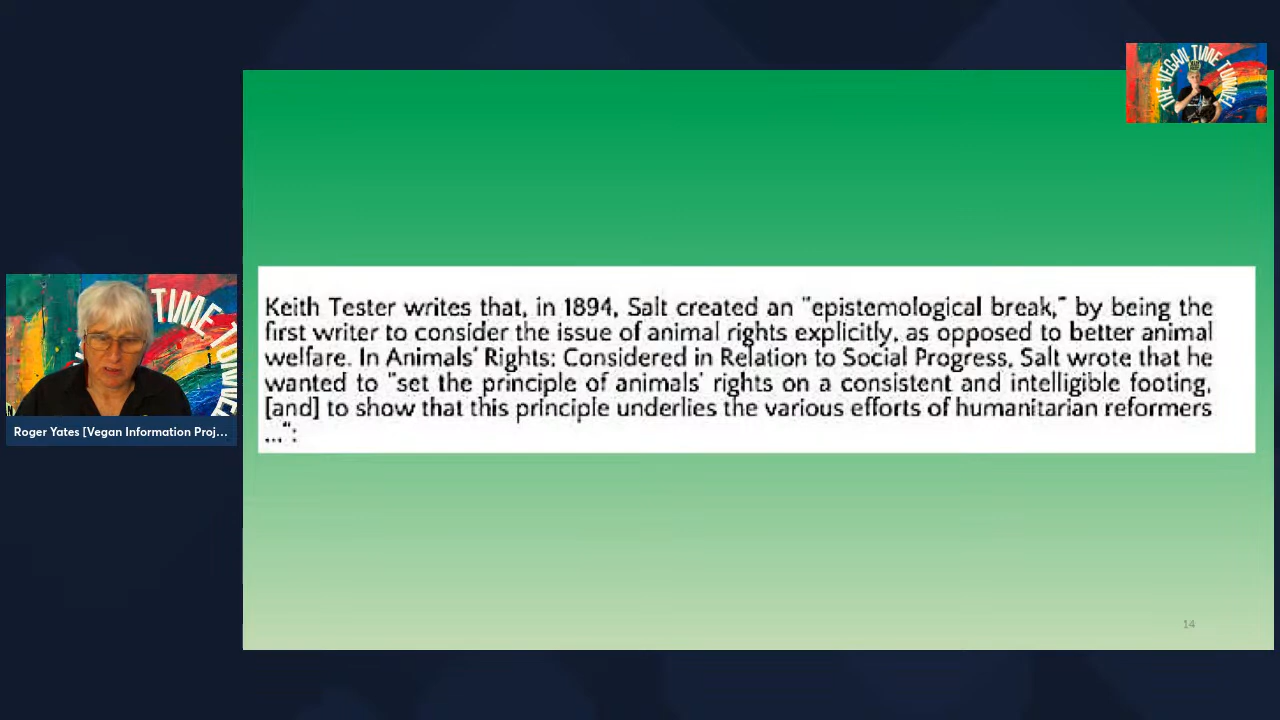 THE VEGAN TIME TUNNEL
Keith Tester writes that, in 1894, Salt created an "epistemological break," by being the
first writer to consider the issue of animal rights explicitly, as opposed to better animal
welfare. In Animals' Rights: Considered in Relation to Social Progress, Salt wrote that he
wanted to "set the principle of animals' rights on a consistent and intelligible footing,
[and] to show that this principle underlies the various efforts of humanitarian reformers
...":
TIME
TUNNEL
Roger Yates [Vegan Information Proj...
14